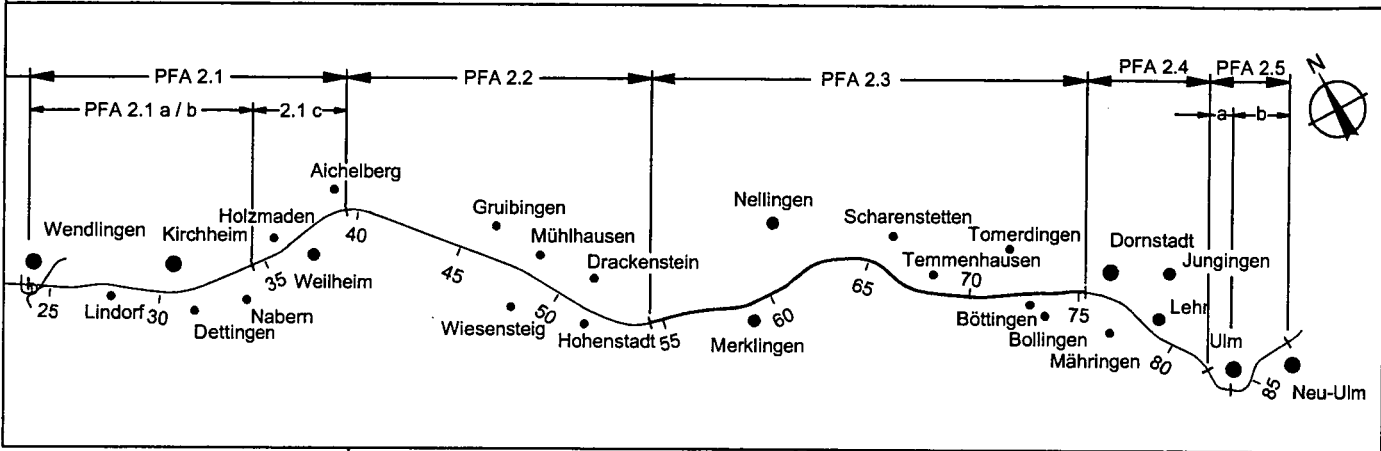 PFA 2.1
PFA 2.2
PFA 2.3
PFA 2.4
PFA 2.5
N
PFA 2.1 a / b
2.1 c
a
b
Aichelberg
Wendlingen
Kirchheim
Holzmaden
Weilheim
Lindorf
Dettingen
Nabern
25
30
35
40
Gruibingen
Mühlhausen
Drackenstein
45
50
55
Wiesensteig
Hohenstadt
Nellingen
Merklingen
60
Scharenstetten
Temmenhausen
Tomerdingen
65
70
75
Böttingen
Bollingen
Mähringen
Dornstadt
Jungingen
Lehr
80
Ulm
85
Neu-Ulm